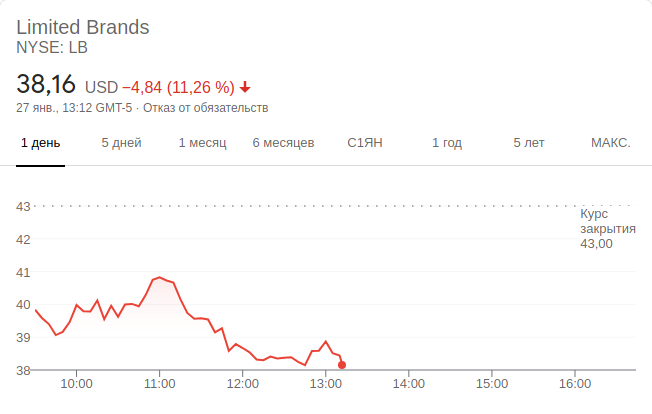 Limited Brands
NYSE: LB
38,16 USD −4,84 (11,26 %)
27 янв., 13:12 GMT-5 · Отказ от обязательств
1 день 5 дней 1 месяц 6 месяцев С1ЯН 1 год 5 лет МАКС.
43
Курс
закрытия
43,00
42
41
40
39
38
10:00 11:00 12:00 13:00 14:00 15:00 16:00